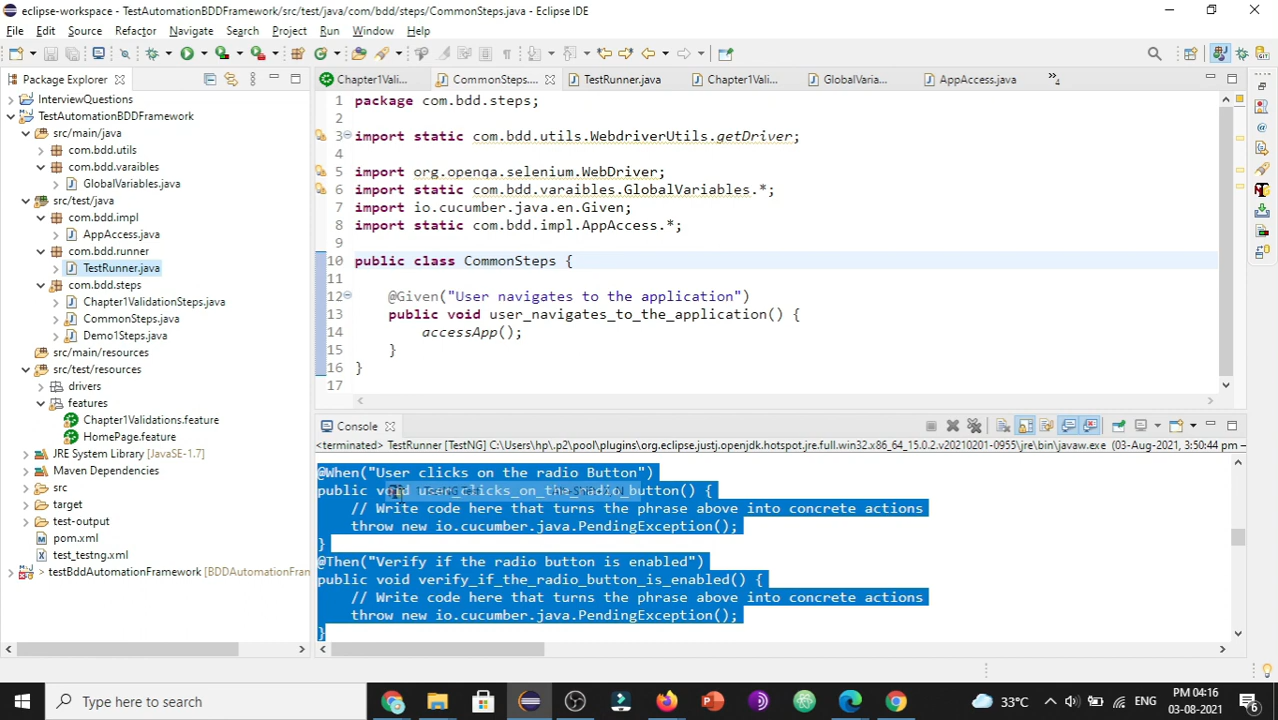 eclipse-workspace - TestAutomationBDDFramework/src/test/java/com/bdd/steps/CommonSteps.java - Eclipse IDE
File Edit Source Refactor Navigate Search Project Run Window Help
Package Explorer
InterviewQuestions
TestAutomationBDDFramework
src/main/java
com.bdd.utils
com.bdd.varaibles
GlobalVariables.java
src/test/java
com.bdd.impl
AppAccess.java
com.bdd.runner
TestRunner.java
com.bdd.steps
Chapter1ValidationSteps.java
CommonSteps.java
Demo1Steps.java
src/main/resources
src/test/resources
drivers
features
Chapter1Validations.feature
HomePage.feature
JRE System Library [JavaSE-1.7]
Maven Dependencies
src
target
test-output
pom.xml
test_testng.xml
> testBddAutomationFramework [BDDAutomationFran
Chapter1Vali... CommonSteps.... TestRunner.java Chapter1Vali... GlobalVaria... AppAccess.java
1 package com.bdd.steps;
2
3 import static com.bdd.utils.WebdriverUtils.getDriver;
4
5 import org.openqa.selenium.WebDriver;
6 import static com.bdd.varaibles.GlobalVariables.*;
7 import io.cucumber.java.en.Given;
8 import static com.bdd.impl.AppAccess.*;
9
10 public class CommonSteps {
11
12 @Given("User navigates to the application")
13 public void user_navigates_to_the_application() {
14 accessApp();
15 }
16 }
17
Console
<terminated> TestRunner [TestNG] C:\Users\hp\.p2\pool\plugins\org.eclipse.justj.openjdk.hotspot.jre.full.win32.x86_64_15.0.2.v20210201-0955\jre\bin\javaw.exe (03-Aug-2021, 3:50:44 pm
@When("User clicks on the radio Button")
public void user_clicks_on_the_radio_button() {
// Write code here that turns the phrase above into concrete actions
throw new io.cucumber.java.PendingException();
}
@Then("Verify if the radio button is enabled")
public void verify_if_the_radio_button_is_enabled() {
// Write code here that turns the phrase above into concrete actions
throw new io.cucumber.java.PendingException();
}
Type here to search
33°C
ENG
PM 04:16
03-08-2021
6